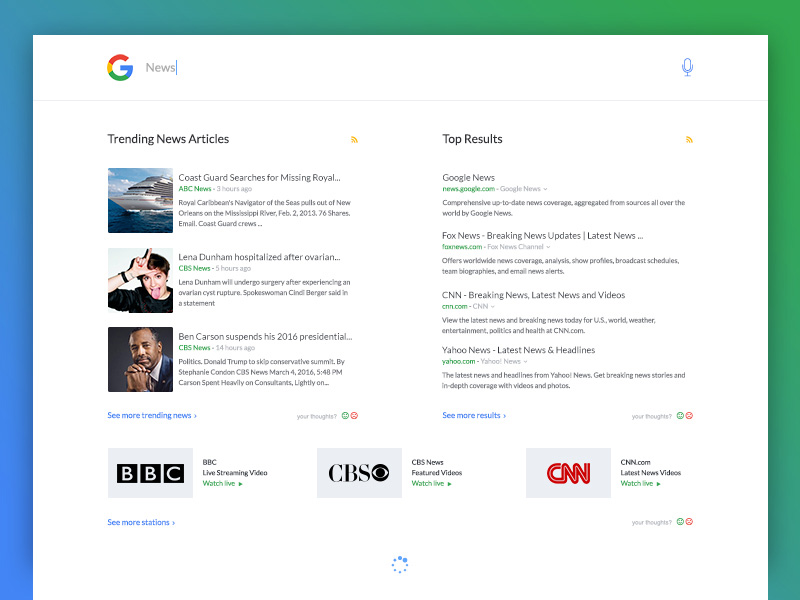 News
Trending News Articles
Coast Guard Searches for Missing Royal...
ABC News - 3 hours ago
Royal Caribbean's Navigator of the Seas pulls out of New
Orleans on the Mississippi River, Feb. 2, 2013. 76 Shares.
Email. Coast Guard crews ...
Lena Dunham hospitalized after ovarian...
CBS News - 5 hours ago
Lena Dunham will undergo surgery after experiencing an
ovarian cyst rupture. Spokeswoman Cindi Berger said in
a statement
Ben Carson suspends his 2016 presidential...
CBS News - 14 hours ago
Politics. Donald Trump to skip conservative summit. By
Stephanie Condon CBS News March 4, 2016, 5:48 PM
Carson Spent Heavily on Consultants, Lightly on...
See more trending news ›
your thoughts?
Top Results
Google News
news.google.com - Google News
Comprehensive up-to-date news coverage, aggregated from sources all over the
world by Google News.
Fox News - Breaking News Updates | Latest News ...
foxnews.com - Fox News Channel
Offers worldwide news coverage, analysis, show profiles, broadcast schedules,
team biographies, and email news alerts.
CNN - Breaking News, Latest News and Videos
cnn.com - CNN
View the latest news and breaking news today for U.S., world, weather,
entertainment, politics and health at CNN.com.
Yahoo News - Latest News & Headlines
yahoo.com - Yahoo! News
The latest news and headlines from Yahoo! News. Get breaking news stories and
in-depth coverage with videos and photos.
See more results ›
your thoughts?
BBC
BBC
Live Streaming Video
Watch live
CBS
CBS News
Featured Videos
Watch live
CNN
CNN.com
Latest News Videos
Watch live
See more stations ›
your thoughts?